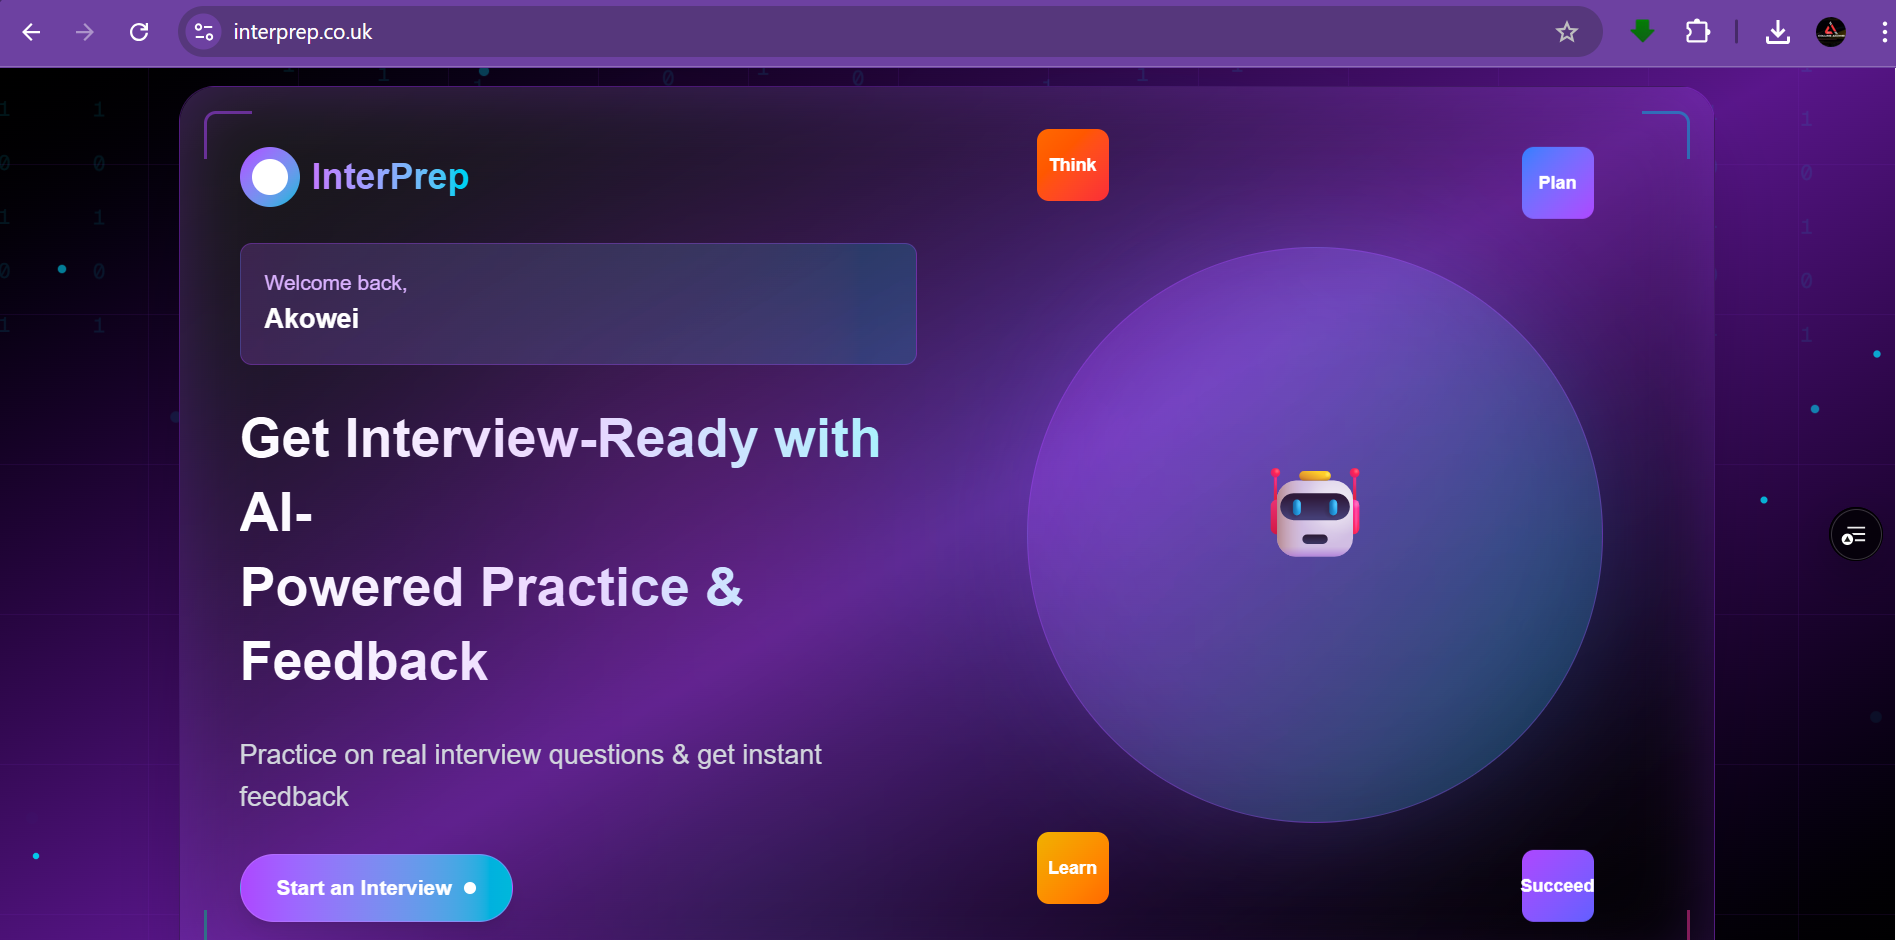 interprep.co.uk
InterPrep
Think
Plan
Welcome back,
Akowei
Get Interview-Ready with
AI-
Powered Practice &
Feedback
Practice on real interview questions & get instant
feedback
Start an Interview
Learn
Succeed